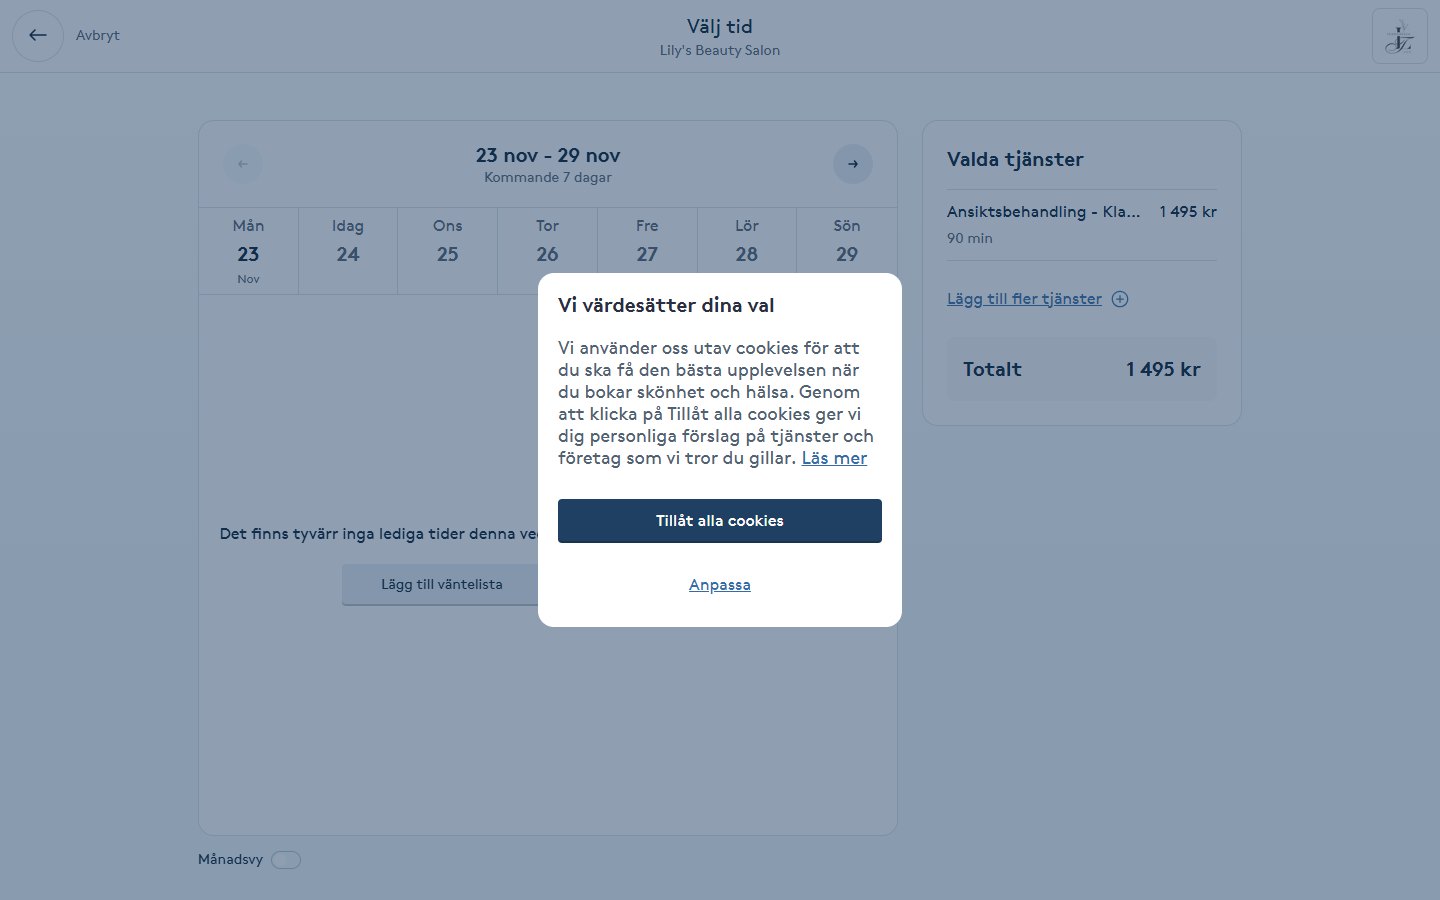 Avbryt
Välj tid
Lily's Beauty Salon
23 nov - 29 nov
Kommande 7 dagar
Mån
23
Nov
Idag
24
Ons
25
Tor
26
Fre
27
Lör
28
Sön
29
Det finns tyvärr inga lediga tider denna
Lägg till väntelista
Månadsvy
Valda tjänster
Ansiktsbehandling - Kla... 1 495 kr
90 min
Lägg till fler tjänster
Totalt 1 495 kr
Vi värdesätter dina val
Vi använder oss utav cookies för att
du ska få den bästa upplevelsen när
du bokar skönhet och hälsa. Genom
att klicka på Tillåt alla cookies ger vi
dig personliga förslag på tjänster och
företag som vi tror du gillar. Läs mer
Tillåt alla cookies
Anpassa